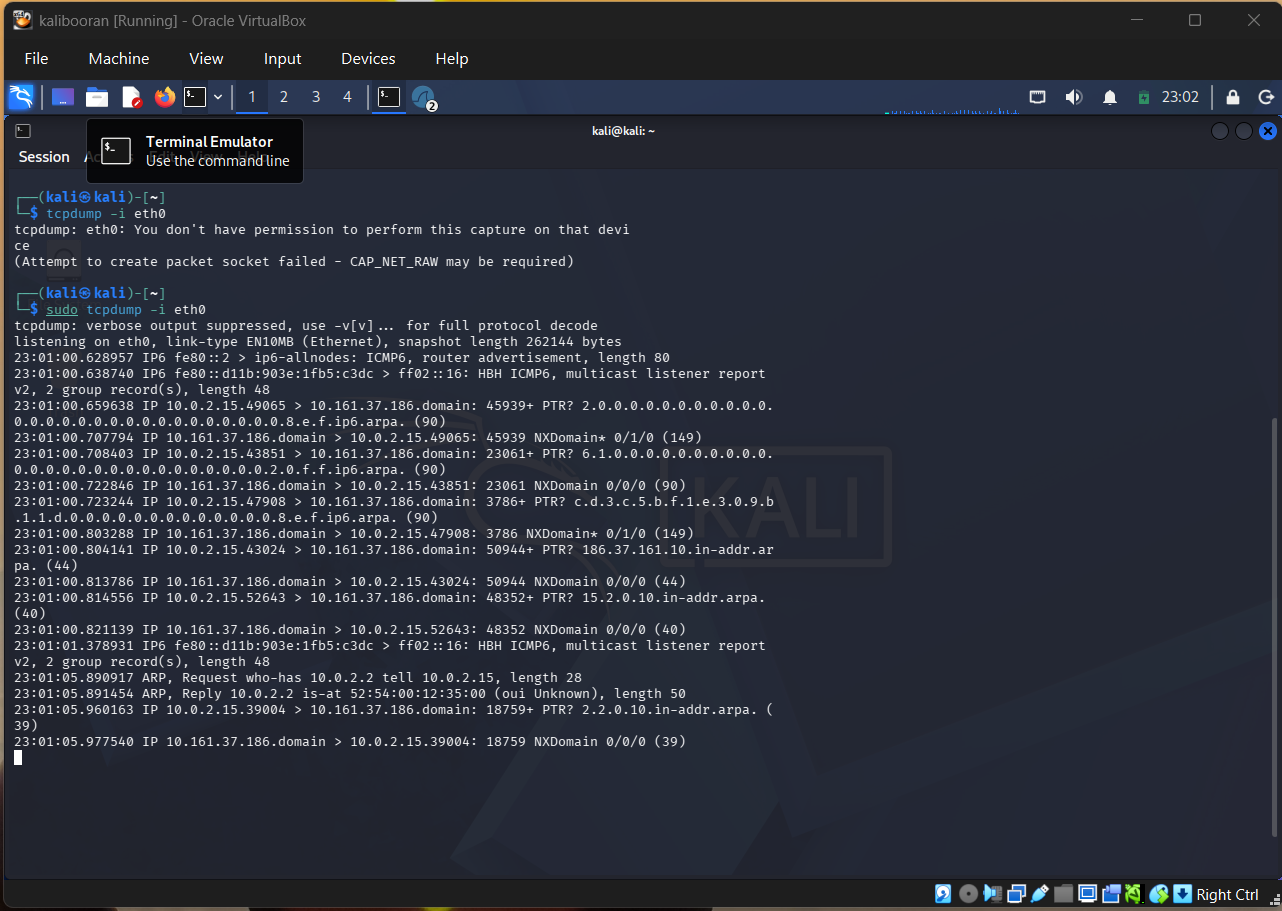 kalibooran [Running] - Oracle VirtualBox
File Machine View Input Devices Help
1 2 3 4 2 23:02
kali@kali: ~
Terminal Emulator
Session
Use the command line
┌──(kali㉿kali)-[~]
└─$ tcpdump -i eth0
tcpdump: eth0: You don't have permission to perform this capture on that devi
ce
(Attempt to create packet socket failed - CAP_NET_RAW may be required)
┌──(kali㉿kali)-[~]
└─$ sudo tcpdump -i eth0
tcpdump: verbose output suppressed, use -v[v]... for full protocol decode
listening on eth0, link-type EN10MB (Ethernet), snapshot length 262144 bytes
23:01:00.628957 IP6 fe80::2 > ip6-allnodes: ICMP6, router advertisement, length 80
23:01:00.638740 IP6 fe80::d11b:903e:1fb5:c3dc > ff02::16: HBH ICMP6, multicast listener report
v2, 2 group record(s), length 48
23:01:00.659638 IP 10.0.2.15.49065 > 10.161.37.186.domain: 45939+ PTR? 2.0.0.0.0.0.0.0.0.0.0.0.
0.0.0.0.0.0.0.0.0.0.0.0.0.0.0.0.0.8.e.f.ip6.arpa. (90)
23:01:00.707794 IP 10.161.37.186.domain > 10.0.2.15.49065: 45939 NXDomain* 0/1/0 (149)
23:01:00.708403 IP 10.0.2.15.43851 > 10.161.37.186.domain: 23061+ PTR? 6.1.0.0.0.0.0.0.0.0.0.0.
0.0.0.0.0.0.0.0.0.0.0.0.0.0.0.0.2.0.f.f.ip6.arpa. (90)
23:01:00.722846 IP 10.161.37.186.domain > 10.0.2.15.43851: 23061 NXDomain 0/0/0 (90)
23:01:00.723244 IP 10.0.2.15.47908 > 10.161.37.186.domain: 3786+ PTR? c.d.3.c.5.b.f.1.e.3.0.9.b
.1.1.d.0.0.0.0.0.0.0.0.0.0.0.0.0.8.e.f.ip6.arpa. (90)
23:01:00.803288 IP 10.161.37.186.domain > 10.0.2.15.47908: 3786 NXDomain* 0/1/0 (149)
23:01:00.804141 IP 10.0.2.15.43024 > 10.161.37.186.domain: 50944+ PTR? 186.37.161.10.in-addr.ar
pa. (44)
23:01:00.813786 IP 10.161.37.186.domain > 10.0.2.15.43024: 50944 NXDomain 0/0/0 (44)
23:01:00.814556 IP 10.0.2.15.52643 > 10.161.37.186.domain: 48352+ PTR? 15.2.0.10.in-addr.arpa.
(40)
23:01:00.821139 IP 10.161.37.186.domain > 10.0.2.15.52643: 48352 NXDomain 0/0/0 (40)
23:01:01.378931 IP6 fe80::d11b:903e:1fb5:c3dc > ff02::16: HBH ICMP6, multicast listener report
v2, 2 group record(s), length 48
23:01:05.890917 ARP, Request who-has 10.0.2.2 tell 10.0.2.15, length 28
23:01:05.891454 ARP, Reply 10.0.2.2 is-at 52:54:00:12:35:00 (oui Unknown), length 50
23:01:05.960163 IP 10.0.2.15.39004 > 10.161.37.186.domain: 18759+ PTR? 2.2.0.10.in-addr.arpa. (
39)
23:01:05.977540 IP 10.161.37.186.domain > 10.0.2.15.39004: 18759 NXDomain 0/0/0 (39)
KALI
Right Ctrl